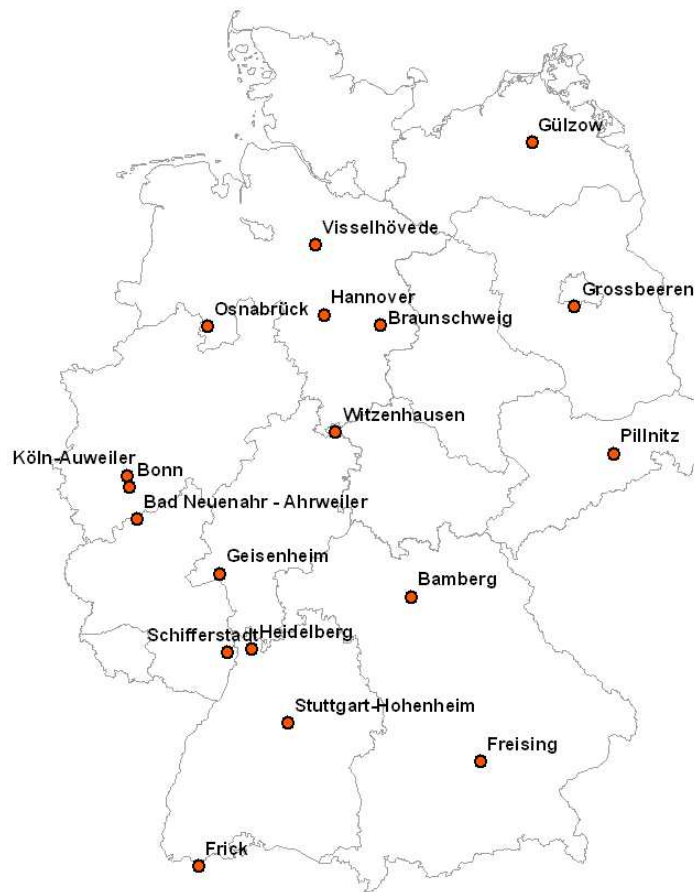 Gülzow
Visselhövede
Grossbeeren
Hannover
Osnabrück
Braunschweig
Witzenhausen
Pillnitz
Köln-Auweiler
Bonn
Bad Neuenahr - Ahrweiler
Geisenheim
Bamberg
Schifferstadt
Heidelberg
Stuttgart-Hohenheim
Freising
Frick